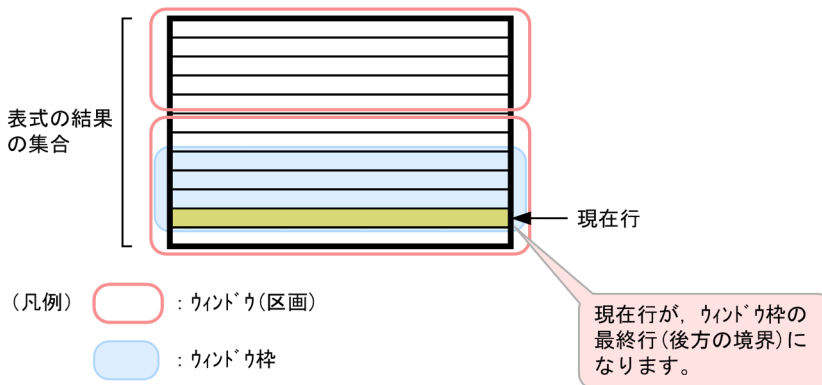 表式の結果
の集合
現在行
(凡例)
：ｳｨﾝﾄﾞｳ(区画)
：ｳｨﾝﾄﾞｳ枠
現在行が，ｳｨﾝﾄﾞｳ枠の
最終行(後方の境界)に
なります。